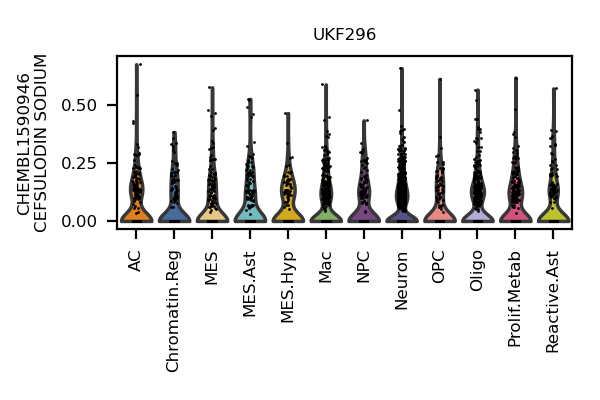 UKF296
CHEMBL1590946
CEFSULODIN SODIUM
0.50
0.25
0.00
AC
Chromatin.Reg
MES
MES.Ast
MES.Hyp
Mac
NPC
Neuron
OPC
Oligo
Prolif.Metab
Reactive.Ast